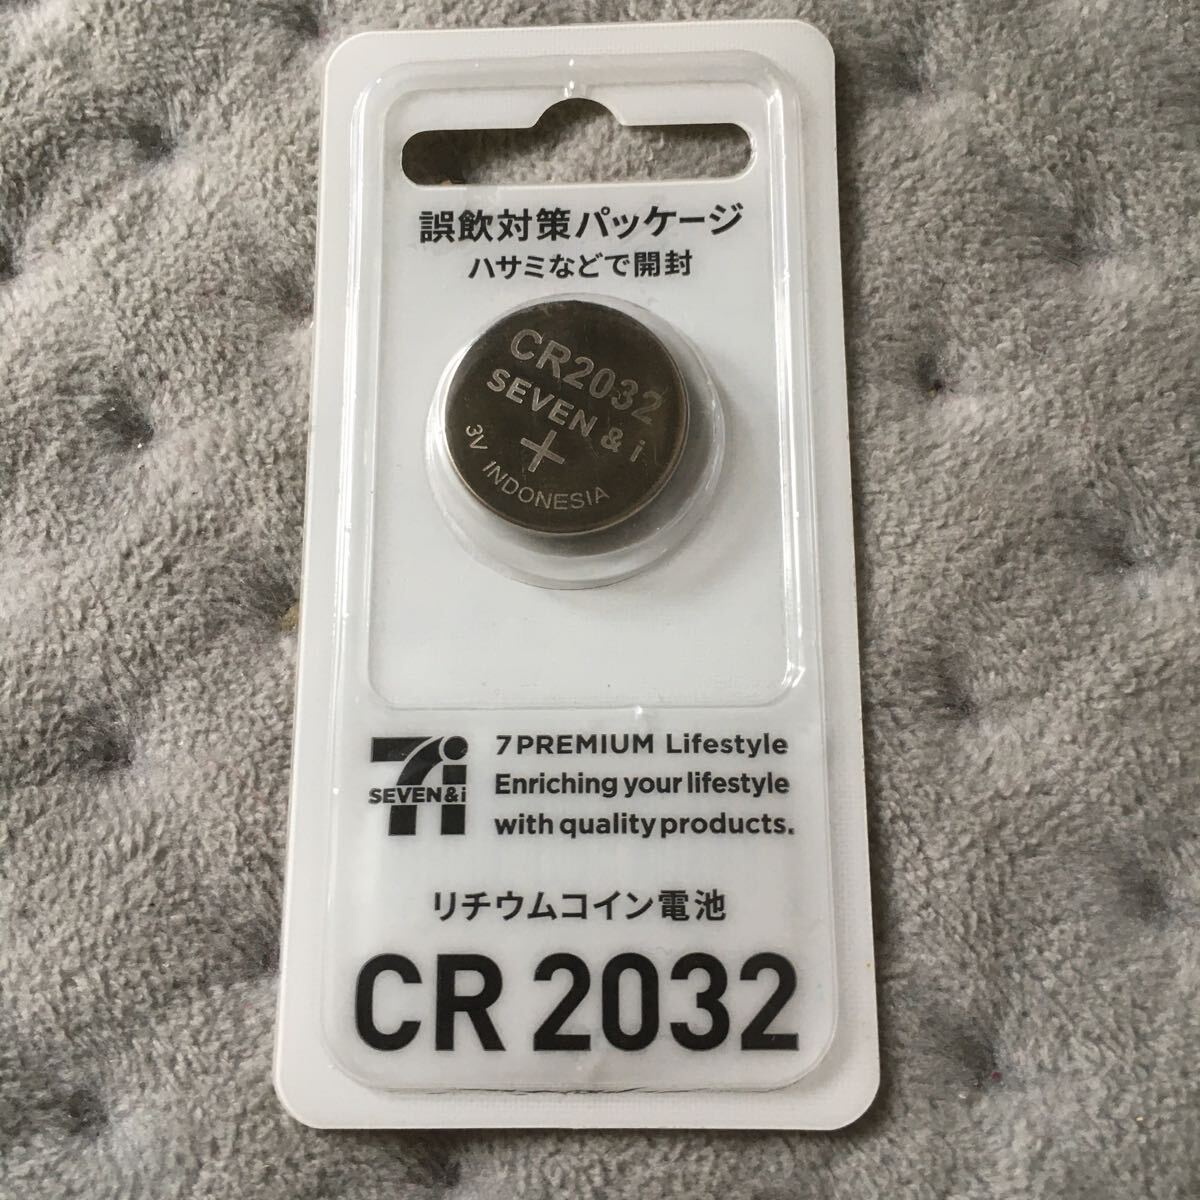 誤飲対策パッケージ
ハサミなどで開封
CR2032
SEVEN & i
+
3V INDONESIA
7i
SEVEN&i
7PREMIUM Lifestyle
Enriching your lifestyle
with quality products.
リチウムコイン電池
CR 2032